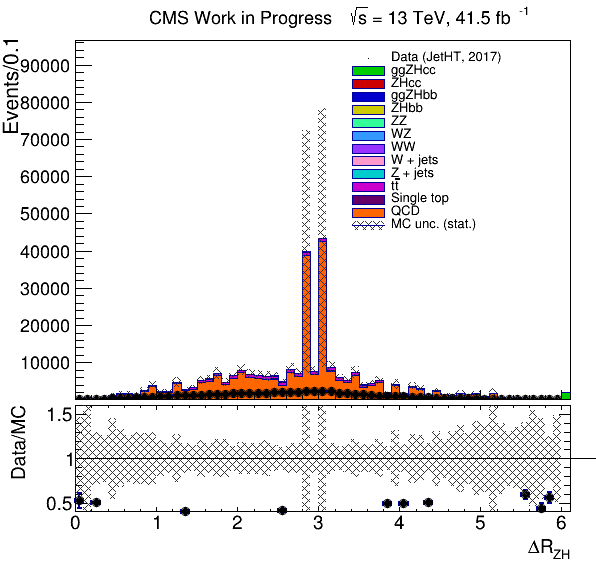 CMS Work in Progress √s = 13 TeV, 41.5 fb⁻¹
Events/0.1
90000
80000
70000
60000
50000
40000
30000
20000
10000
Data (JetHT, 2017)
ggZHcc
ZHcc
ggZHbb
ZHbb
ZZ
WZ
WW
W + jets
Z + jets
tt̅
Single top
QCD
MC unc. (stat.)
Data/MC
1.5
1
0.5
0 1 2 3 4 5 6
ΔR_ZH